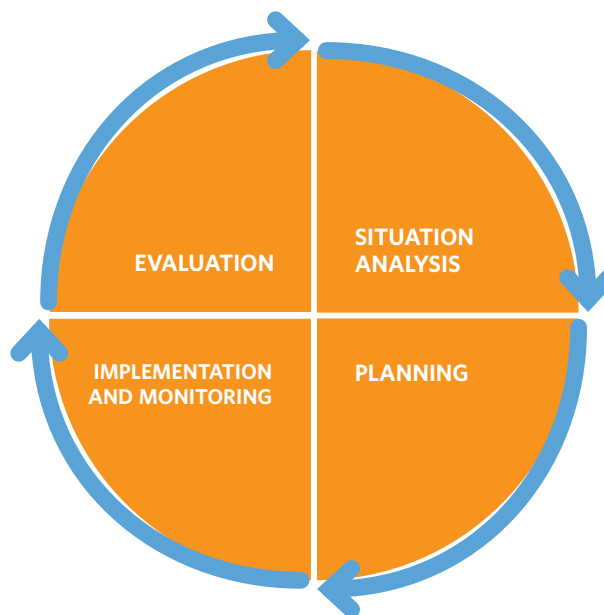 EVALUATION
SITUATION
ANALYSIS
IMPLEMENTATION
AND MONITORING
PLANNING